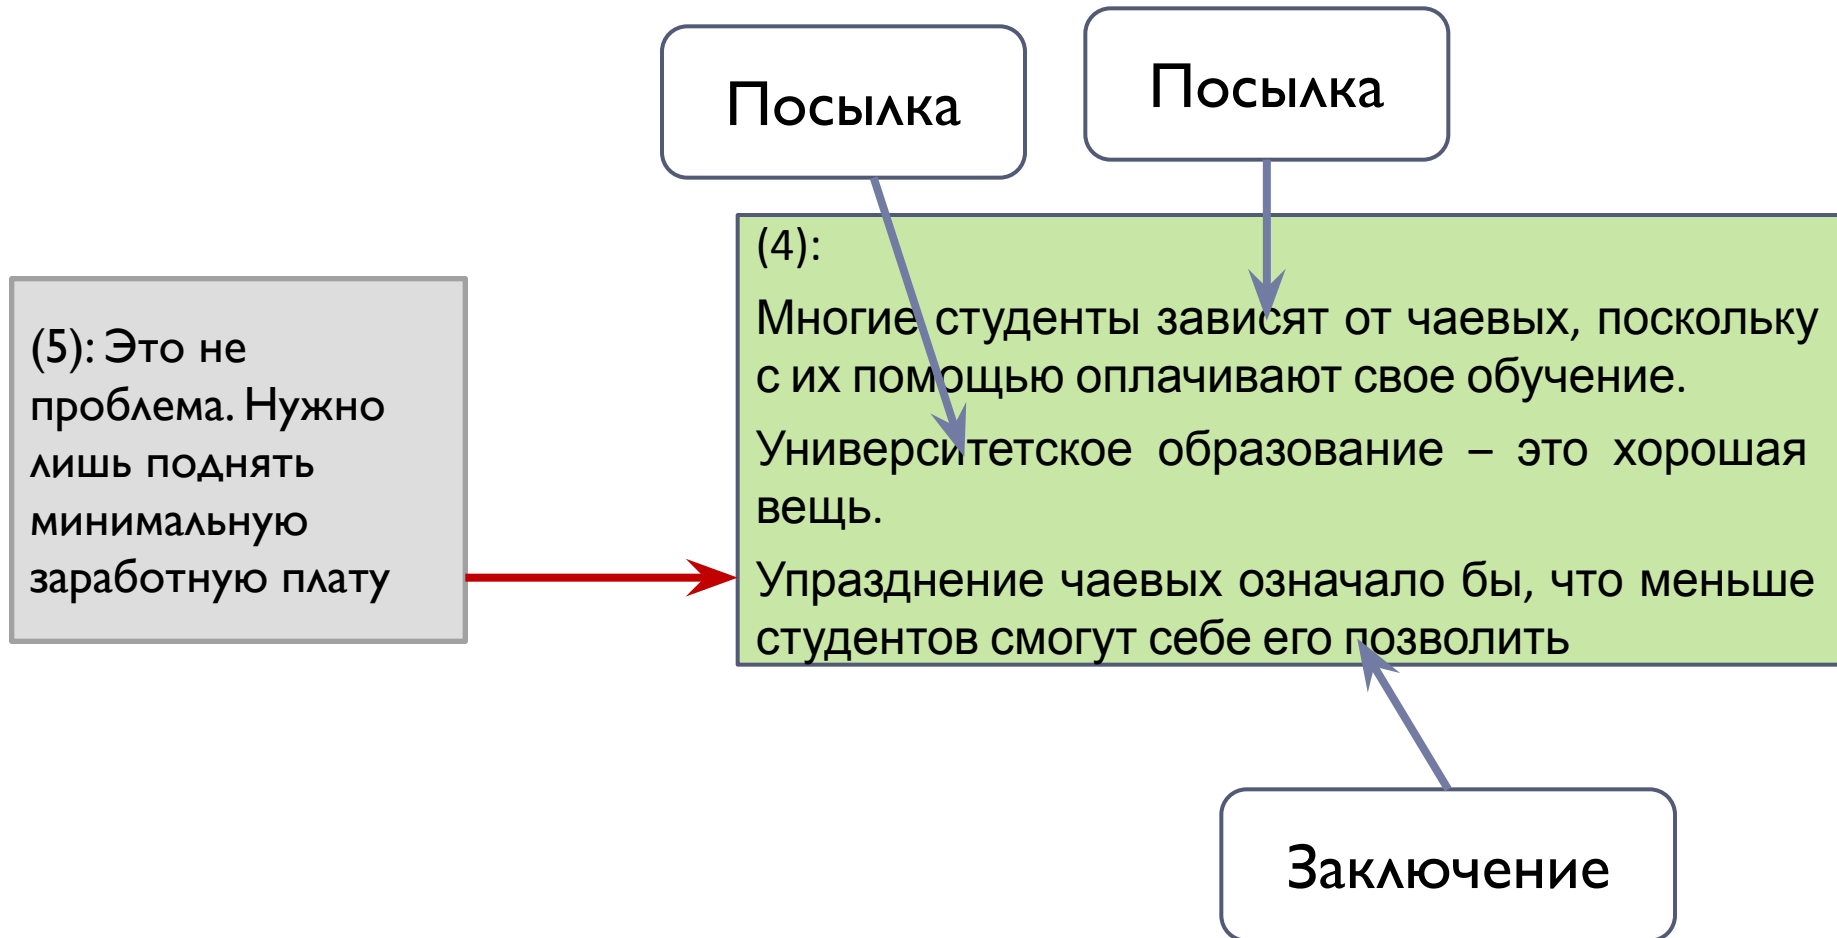 Посылка
Посылка
(4):
Многие студенты зависят от чаевых, поскольку
с их помощью оплачивают свое обучение.
Университетское образование – это хорошая
вещь.
Упразднение чаевых означало бы, что меньше
студентов смогут себе его позволить
(5): Это не
проблема. Нужно
лишь поднять
минимальную
заработную плату
Заключение